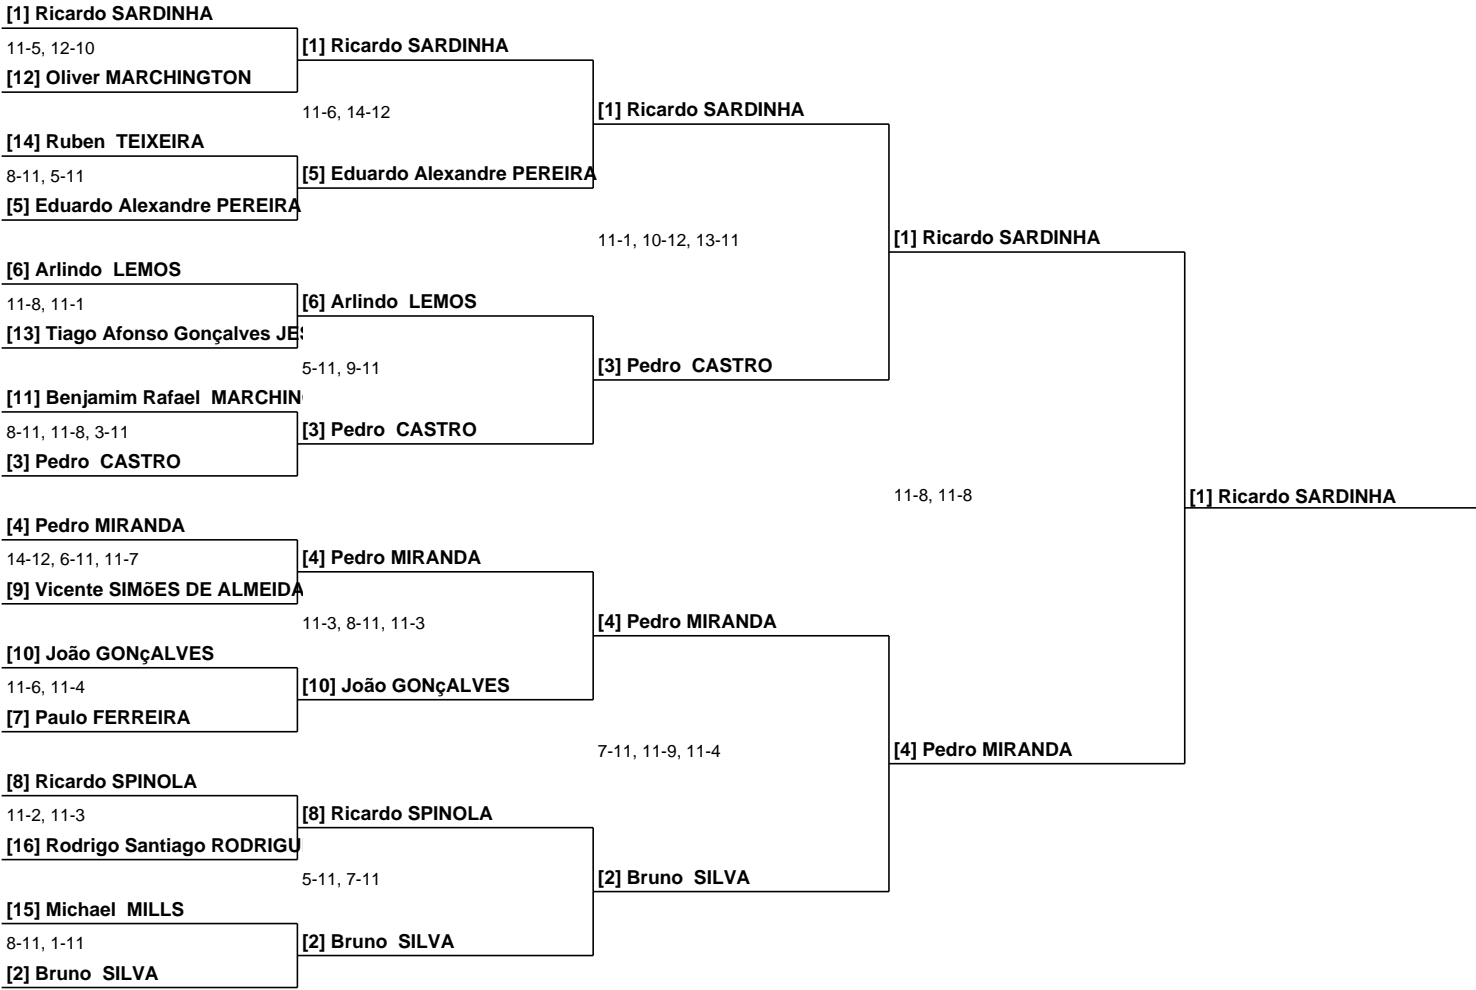 [1] Ricardo SARDINHA
11-5, 12-10
[1] Ricardo SARDINHA
[12] Oliver MARCHINGTON
11-6, 14-12
[1] Ricardo SARDINHA
[14] Ruben TEIXEIRA
8-11, 5-11
[5] Eduardo Alexandre PEREIRA
[5] Eduardo Alexandre PEREIRA
11-1, 10-12, 13-11
[1] Ricardo SARDINHA
[6] Arlindo LEMOS
11-8, 11-1
[6] Arlindo LEMOS
[13] Tiago Afonso Gonçalves JES
5-11, 9-11
[3] Pedro CASTRO
[11] Benjamim Rafael MARCHIN
8-11, 11-8, 3-11
[3] Pedro CASTRO
[3] Pedro CASTRO
11-8, 11-8
[1] Ricardo SARDINHA
[4] Pedro MIRANDA
14-12, 6-11, 11-7
[4] Pedro MIRANDA
[9] Vicente SIMõES DE ALMEIDA
11-3, 8-11, 11-3
[4] Pedro MIRANDA
[10] João GONçALVES
11-6, 11-4
[10] João GONçALVES
[7] Paulo FERREIRA
7-11, 11-9, 11-4
[4] Pedro MIRANDA
[8] Ricardo SPINOLA
11-2, 11-3
[8] Ricardo SPINOLA
[16] Rodrigo Santiago RODRIGU
5-11, 7-11
[2] Bruno SILVA
[15] Michael MILLS
8-11, 1-11
[2] Bruno SILVA
[2] Bruno SILVA